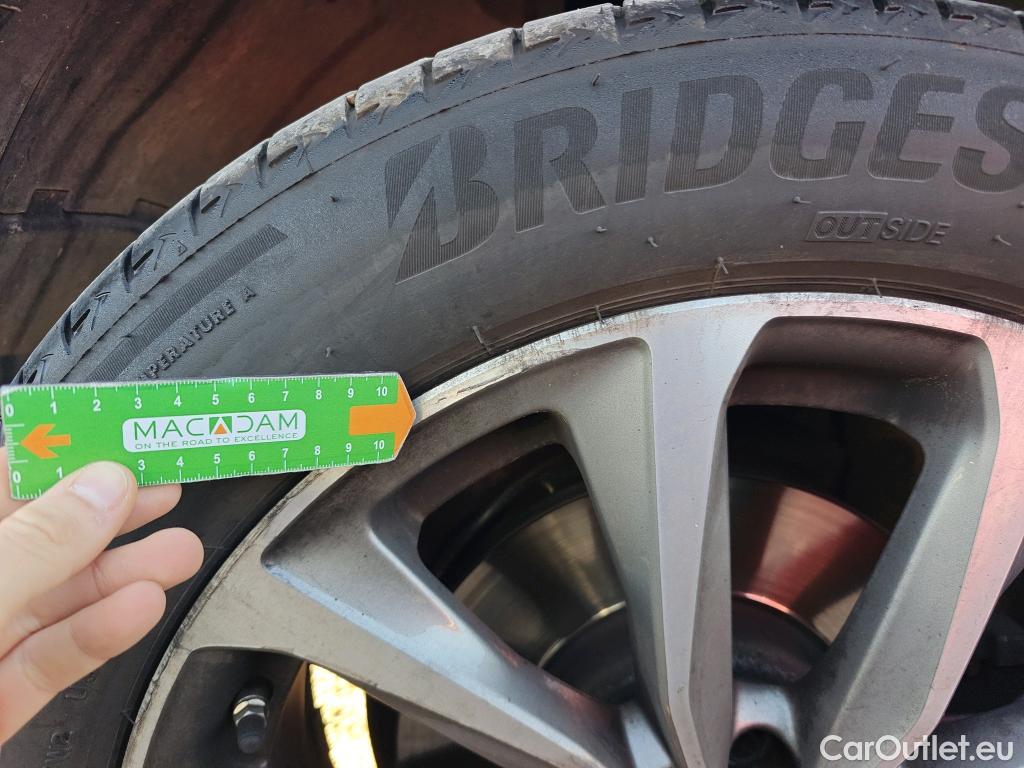 BRIDGES
OUTSIDE
PERATURE A
0 1 2 3 4 5 6 7 8 9 10
MACADAM
ON THE ROAD TO EXCELLENCE
0 1 3 4 5 6 7 8 9 10
CarOutlet.eu